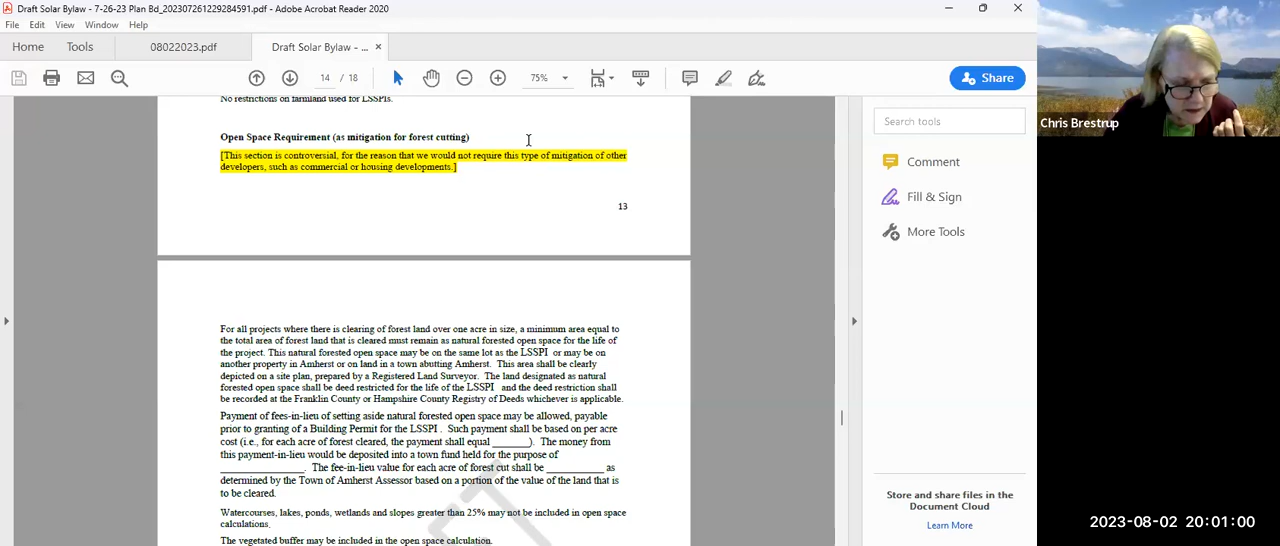 Draft Solar Bylaw - 7-26-23 Plan Bd_202307261229284591.pdf - Adobe Acrobat Reader 2020
File Edit View Window Help
Home Tools 08022023.pdf Draft Solar Bylaw - ... ×
14 / 18 75% Share
No restrictions on farmland used for LSSPIs.
Open Space Requirement (as mitigation for forest cutting)
[This section is controversial, for the reason that we would not require this type of mitigation of other
developers, such as commercial or housing developments.]
13
For all projects where there is clearing of forest land over one acre in size, a minimum area equal to
the total area of forest land that is cleared must remain as natural forested open space for the life of
the project. This natural forested open space may be on the same lot as the LSSPI or may be on
another property in Amherst or on land in a town abutting Amherst. This area shall be clearly
depicted on a site plan, prepared by a Registered Land Surveyor. The land designated as natural
forested open space shall be deed restricted for the life of the LSSPI and the deed restriction shall
be recorded at the Franklin County or Hampshire County Registry of Deeds whichever is applicable.
Payment of fees-in-lieu of setting aside natural forested open space may be allowed, payable
prior to granting of a Building Permit for the LSSPI . Such payment shall be based on per acre
cost (i.e., for each acre of forest cleared, the payment shall equal _______). The money from
this payment-in-lieu would be deposited into a town fund held for the purpose of
________________. The fee-in-lieu value for each acre of forest cut shall be ___________ as
determined by the Town of Amherst Assessor based on a portion of the value of the land that is
to be cleared.
Watercourses, lakes, ponds, wetlands and slopes greater than 25% may not be included in open space
calculations.
The vegetated buffer may be included in the open space calculation.
Search tools
Comment
Fill & Sign
More Tools
Store and share files in the
Document Cloud
Learn More
Chris Brestrup
2023-08-02 20:01:00